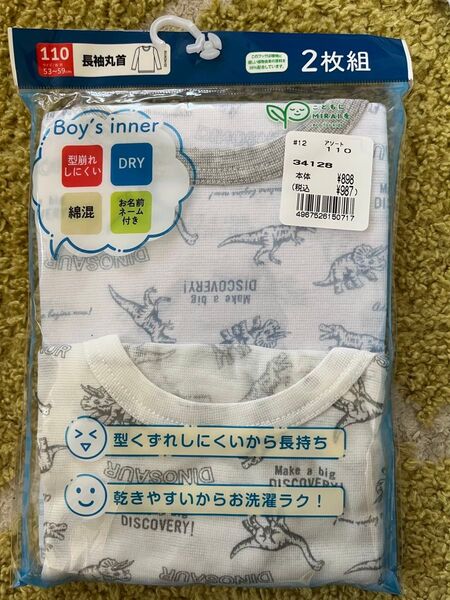 110
53~59cm
長袖丸首
2枚組
Boy's inner
型崩れ
しにくい
DRY
綿混
お名前
ネーム
付き
こどもに
MIRAIを
#12
アソート
110
34128
本体
¥898
(税込
¥987)
4967526150717
DINOSAUR
Make a big
DISCOVERY!
型くずれしにくいから長持ち
Make a big
DISCOVERY!
DINOSAUR
乾きやすいからお洗濯ラク!
DISCOVERY!
DINOSAUR